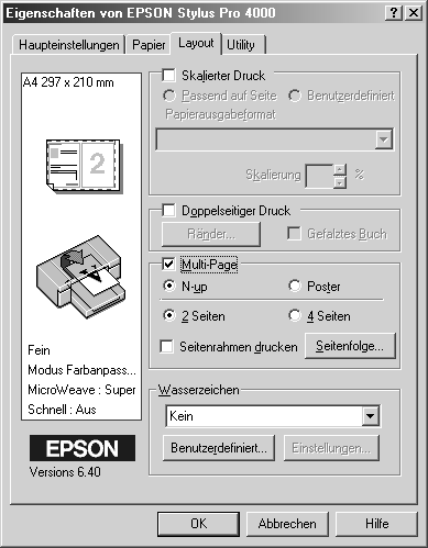 Eigenschaften von EPSON Stylus Pro 4000
Haupteinstellungen Papier Layout Utility
A4 297 x 210 mm
2
Fein
Modus Farbanpass...
MicroWeave : Super
Schnell : Aus
EPSON
Versions 6.40
Skalierter Druck
Passend auf Seite Benutzerdefiniert
Papierausgabeformat
Skalierung %
Doppelseitiger Druck
Ränder... Gefalztes Buch
Multi-Page
N-up Poster
2 Seiten 4 Seiten
Seitenrahmen drucken Seitenfolge...
Wasserzeichen
Kein
Benutzerdefiniert... Einstellungen...
OK Abbrechen Hilfe